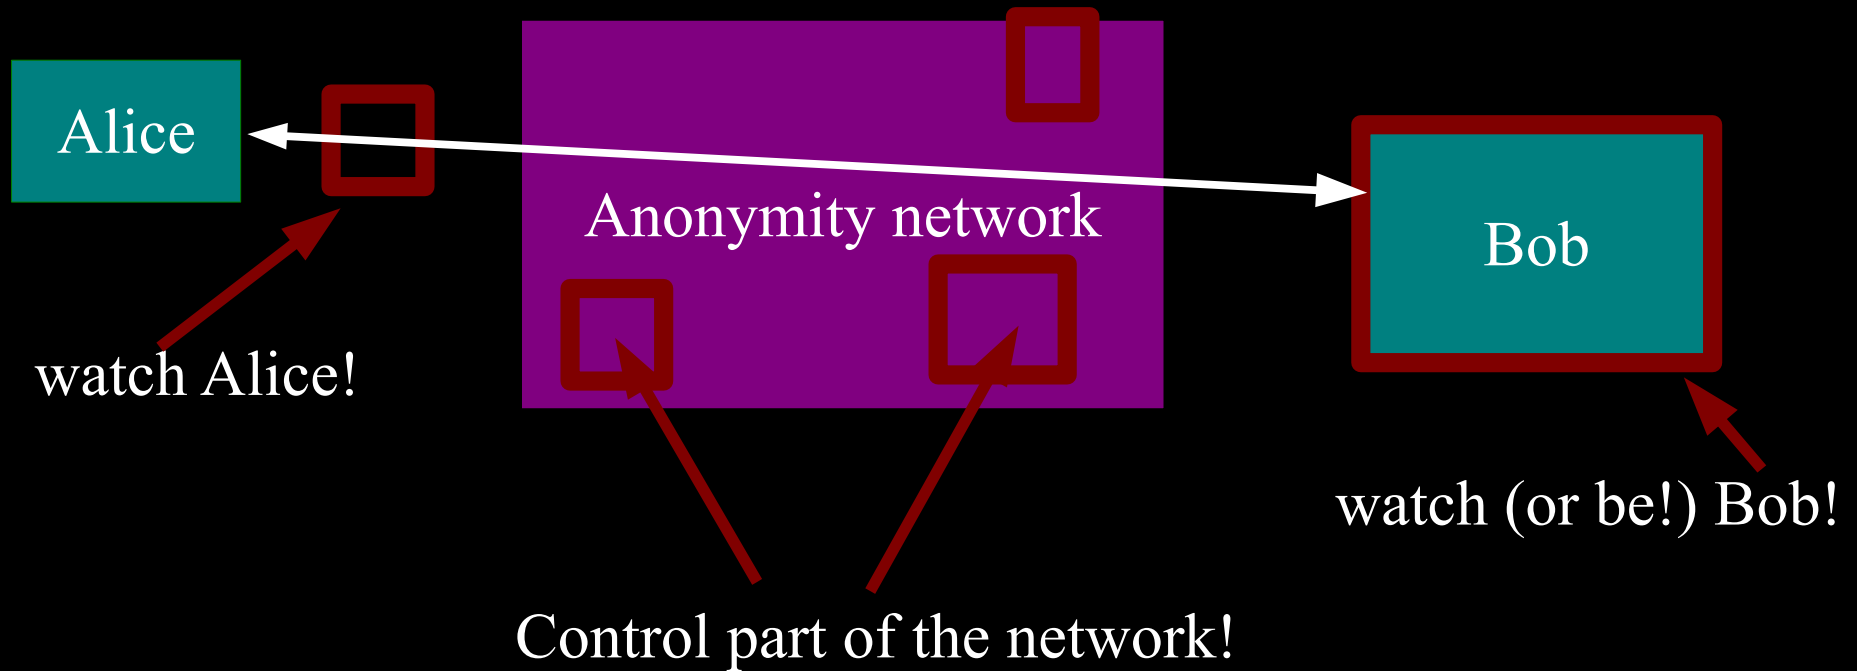 Alice
Anonymity network
Bob
watch Alice!
watch (or be!) Bob!
Control part of the network!